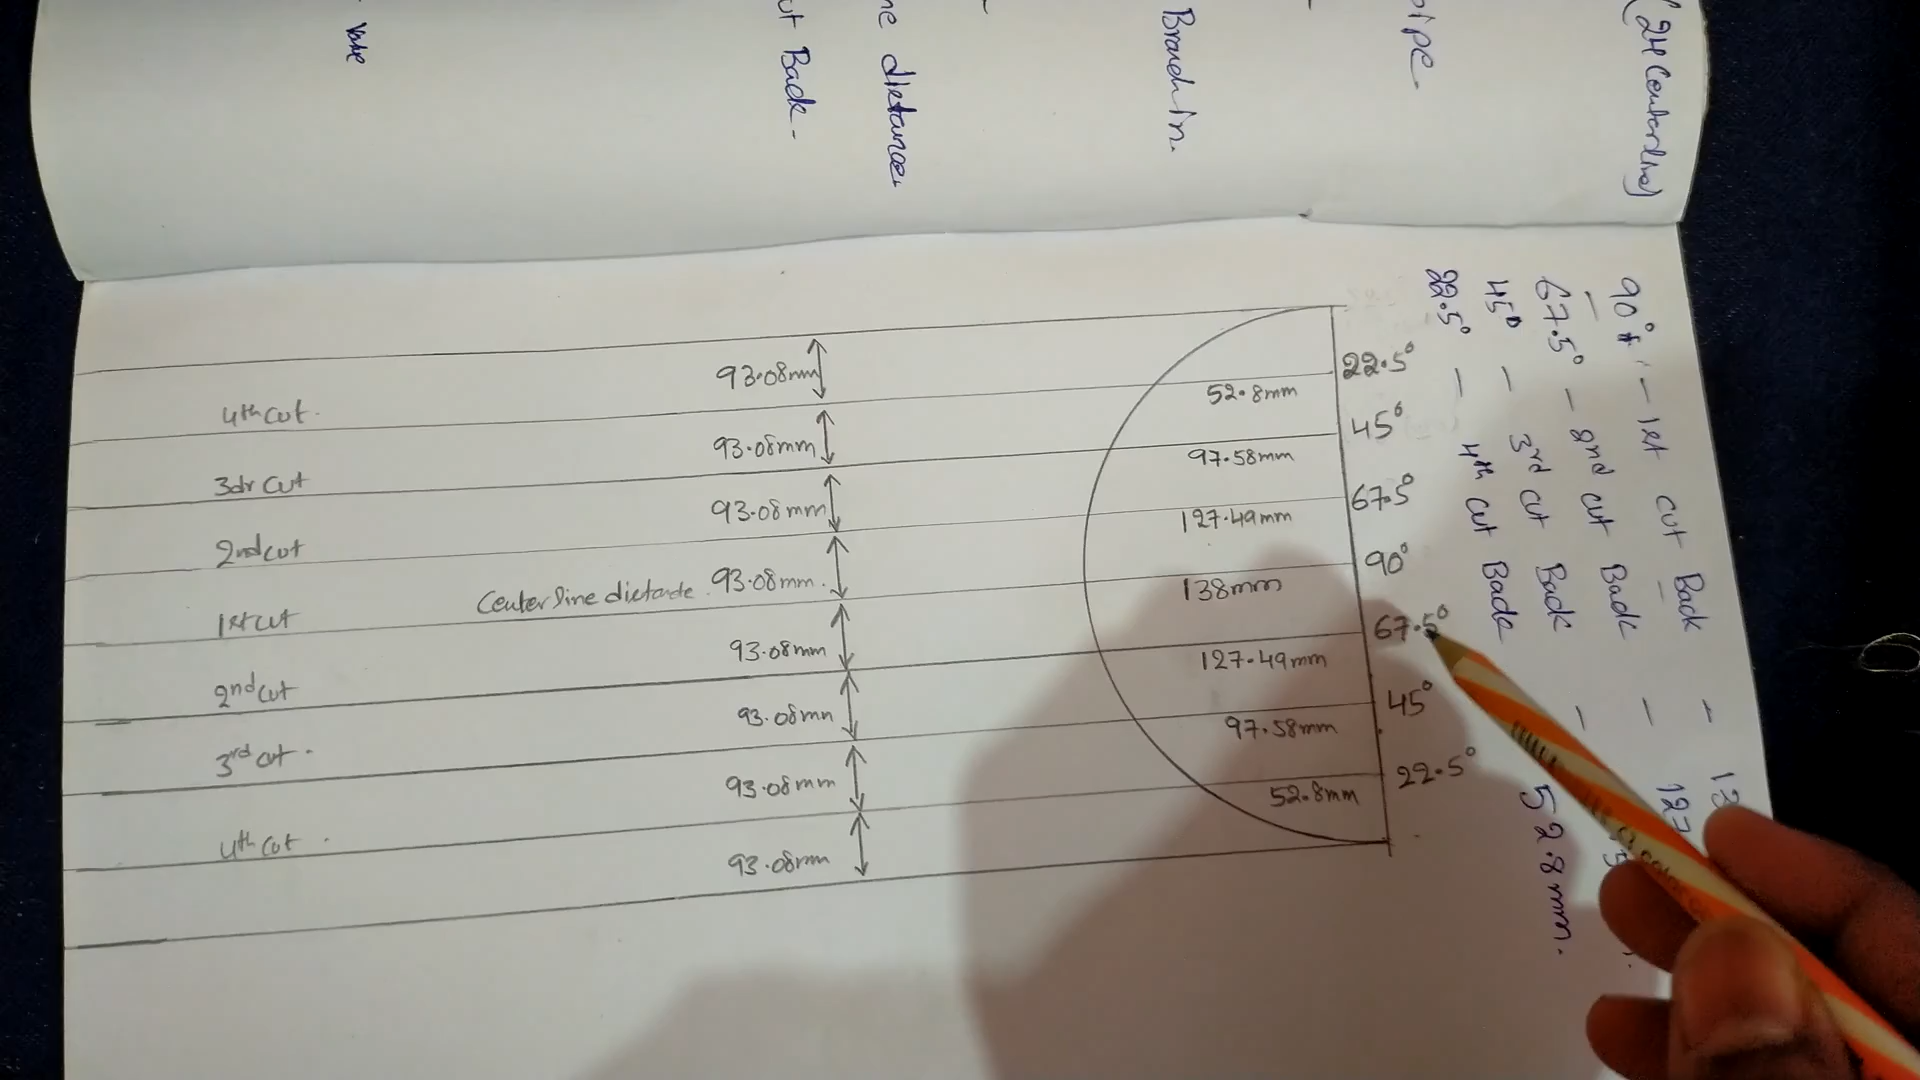 (24 Centerline)
pipe.
Branch in.
ne distance.
ut Back.
Value
90° - 1st cut Back -
67.5° - 2nd cut Back -
45° - 3rd cut Back -
22.5° - 4th cut Back 52.8mm.
93.08mm
22.5°
52.8mm
4th cut.
93.08mm
45°
97.58mm
3dr cut
93.08mm
67.5°
127.49mm
2nd cut
Center line distance 93.08mm.
90°
138mm
1st cut
93.08mm
67.5°
127.49mm
2nd cut
93.08mm
45°
97.58mm
3rd cut.
93.08mm
22.5°
52.8mm
4th cut.
93.08mm